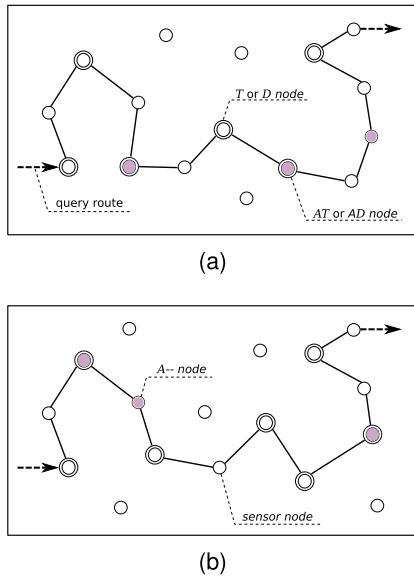 T or D node
query route
AT or AD node
(a)
A-- node
sensor node
(b)